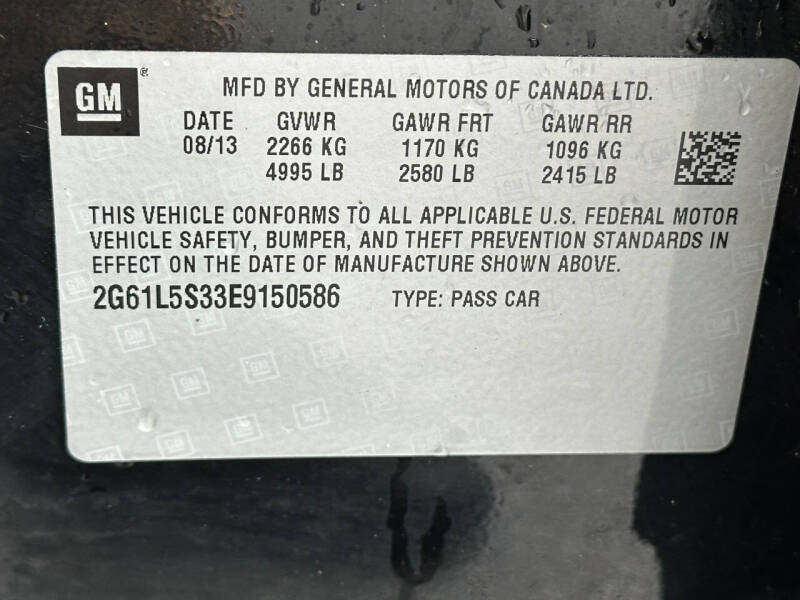 GM ®
MFD BY GENERAL MOTORS OF CANADA LTD.
DATE GVWR GAWR FRT GAWR RR
08/13 2266 KG 1170 KG 1096 KG
4995 LB 2580 LB 2415 LB
THIS VEHICLE CONFORMS TO ALL APPLICABLE U.S. FEDERAL MOTOR
VEHICLE SAFETY, BUMPER, AND THEFT PREVENTION STANDARDS IN
EFFECT ON THE DATE OF MANUFACTURE SHOWN ABOVE.
2G61L5S33E9150586 TYPE: PASS CAR